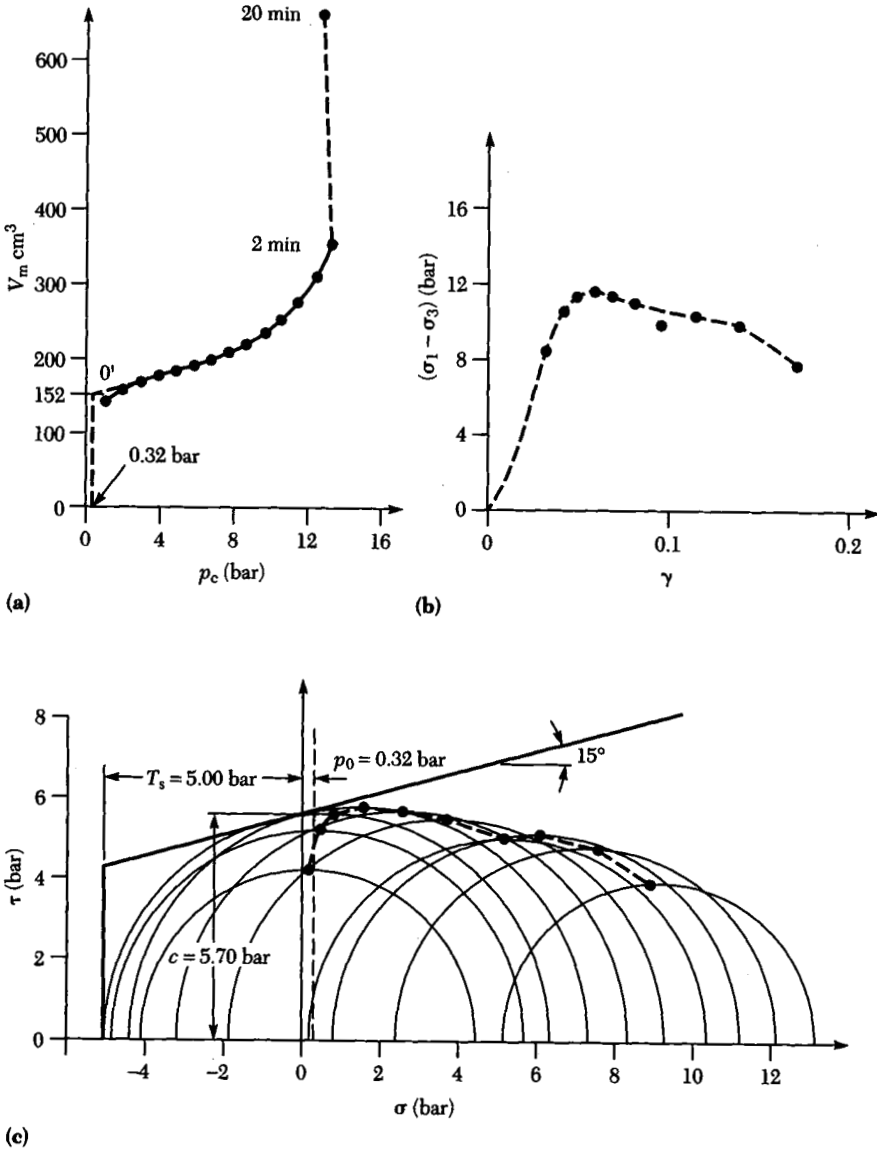 20 min
600
500
400
2 min
300
200
0'
152
100
0.32 bar
0
0 4 8 12 16
V_m cm³
p_c (bar)
(a)
16
12
8
4
0
0 0.1 0.2
(σ₁ − σ₃) (bar)
γ
(b)
8
6
4
2
0
T_s = 5.00 bar
p₀ = 0.32 bar
15°
c = 5.70 bar
−4 −2 0 2 4 6 8 10 12
τ (bar)
σ (bar)
(c)